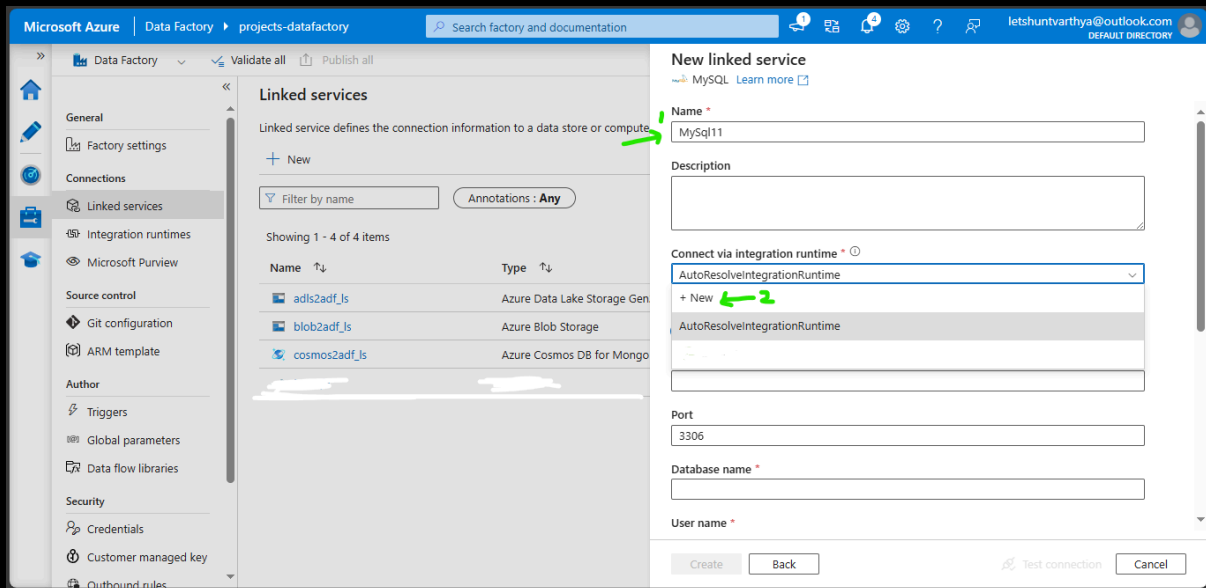 Microsoft Azure Data Factory projects-datafactory Search factory and documentation 1 4 letshuntvarthya@outlook.com
DEFAULT DIRECTORY
Data Factory Validate all Publish all
General
Factory settings
Connections
Linked services
Integration runtimes
Microsoft Purview
Source control
Git configuration
ARM template
Author
Triggers
Global parameters
Data flow libraries
Security
Credentials
Customer managed key
Outbound rules
Linked services
Linked service defines the connection information to a data store or compute
New
Filter by name Annotations : Any
Showing 1 - 4 of 4 items
Name Type
adls2adf_ls Azure Data Lake Storage Gen
blob2adf_ls Azure Blob Storage
cosmos2adf_ls Azure Cosmos DB for Mongo
New linked service
MySQL Learn more
Name *
1
MySql11
Description
Connect via integration runtime *
AutoResolveIntegrationRuntime
+ New 2
AutoResolveIntegrationRuntime
Port
3306
Database name *
User name *
Create Back Test connection Cancel